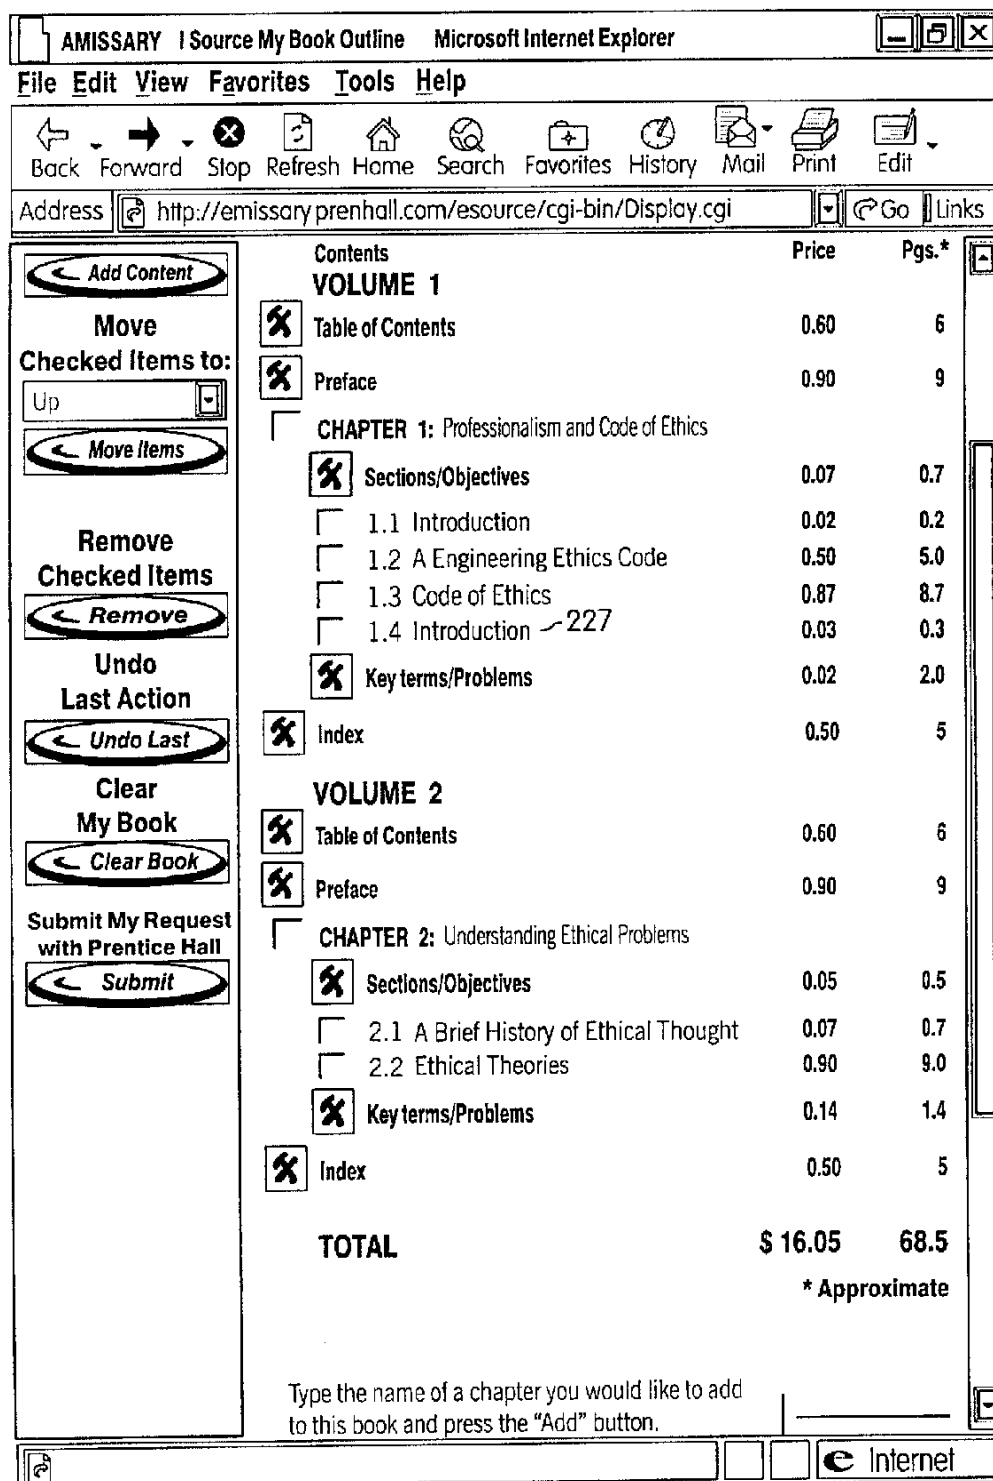 AMISSARY I Source My Book Outline Microsoft Internet Explorer
File Edit View Favorites Tools Help
Back Forward Stop Refresh Home Search Favorites History Mail Print Edit
Address http://emissary prenhall.com/esource/cgi-bin/Display.cgi Go Links
Add Content
Move
Checked Items to:
Up
Move Items
Remove
Checked Items
Remove
Undo
Last Action
Undo Last
Clear
My Book
Clear Book
Submit My Request
with Prentice Hall
Submit
Contents Price Pgs.*
VOLUME 1
Table of Contents 0.60 6
Preface 0.90 9
CHAPTER 1: Professionalism and Code of Ethics
Sections/Objectives 0.07 0.7
1.1 Introduction 0.02 0.2
1.2 A Engineering Ethics Code 0.50 5.0
1.3 Code of Ethics 0.87 8.7
1.4 Introduction 227 0.03 0.3
Key terms/Problems 0.02 2.0
Index 0.50 5
VOLUME 2
Table of Contents 0.60 6
Preface 0.90 9
CHAPTER 2: Understanding Ethical Problems
Sections/Objectives 0.05 0.5
2.1 A Brief History of Ethical Thought 0.07 0.7
2.2 Ethical Theories 0.90 9.0
Key terms/Problems 0.14 1.4
Index 0.50 5
TOTAL $ 16.05 68.5
* Approximate
Type the name of a chapter you would like to add
to this book and press the “Add” button.
Internet